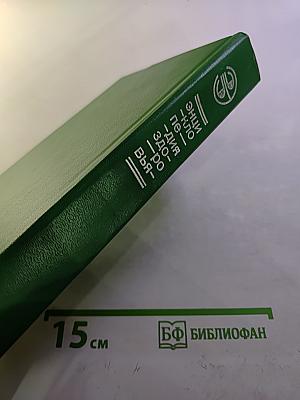 ЭНЦИ
-КЛО-
ПЕ-
-ДИЯ
ЗДО-
-РО
ВЬЯ-
15 см
БФ БИБЛИОФАН